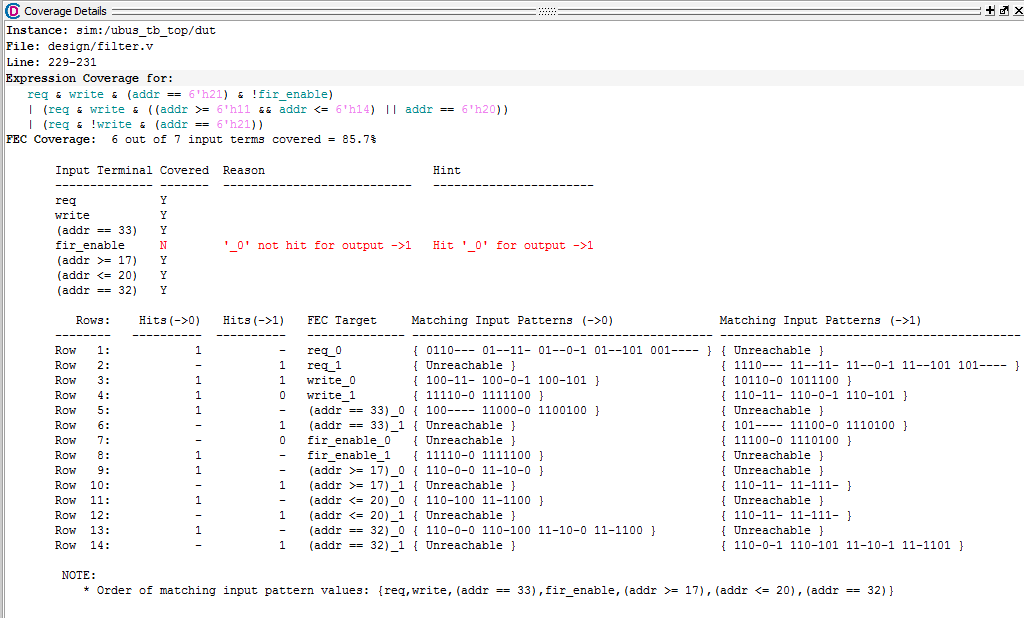 Coverage Details
Instance: sim:/ubus_tb_top/dut
File: design/filter.v
Line: 229-231
Expression Coverage for:
req & write & (addr == 6'h21) & !fir_enable)
| (req & write & ((addr >= 6'h11 && addr <= 6'h14) || addr == 6'h20))
| (req & !write & (addr == 6'h21))
FEC Coverage: 6 out of 7 input terms covered = 85.7%
Input Terminal Covered Reason Hint
-------------- ------- --------------------------- -----------------------
req Y
write Y
(addr == 33) Y
fir_enable N '_0' not hit for output ->1 Hit '_0' for output ->1
(addr >= 17) Y
(addr <= 20) Y
(addr == 32) Y
Rows: Hits(->0) Hits(->1) FEC Target Matching Input Patterns (->0) Matching Input Patterns (->1)
Row 1: 1 - req_0 { 0110--- 01--11- 01--0-1 01--101 001---- } { Unreachable }
Row 2: - 1 req_1 { Unreachable } { 1110--- 11--11- 11--0-1 11--101 101---- }
Row 3: 1 1 write_0 { 100-11- 100-0-1 100-101 } { 10110-0 1011100 }
Row 4: 1 0 write_1 { 11110-0 1111100 } { 110-11- 110-0-1 110-101 }
Row 5: 1 - (addr == 33)_0 { 100---- 11000-0 1100100 } { Unreachable }
Row 6: - 1 (addr == 33)_1 { Unreachable } { 101---- 11100-0 1110100 }
Row 7: - 0 fir_enable_0 { Unreachable } { 11100-0 1110100 }
Row 8: 1 - fir_enable_1 { 11110-0 1111100 } { Unreachable }
Row 9: 1 - (addr >= 17)_0 { 110-0-0 11-10-0 } { Unreachable }
Row 10: - 1 (addr >= 17)_1 { Unreachable } { 110-11- 11-111- }
Row 11: 1 - (addr <= 20)_0 { 110-100 11-1100 } { Unreachable }
Row 12: - 1 (addr <= 20)_1 { Unreachable } { 110-11- 11-111- }
Row 13: 1 - (addr == 32)_0 { 110-0-0 110-100 11-10-0 11-1100 } { Unreachable }
Row 14: - 1 (addr == 32)_1 { Unreachable } { 110-0-1 110-101 11-10-1 11-1101 }
NOTE:
* Order of matching input pattern values: {req,write,(addr == 33),fir_enable,(addr >= 17),(addr <= 20),(addr == 32)}